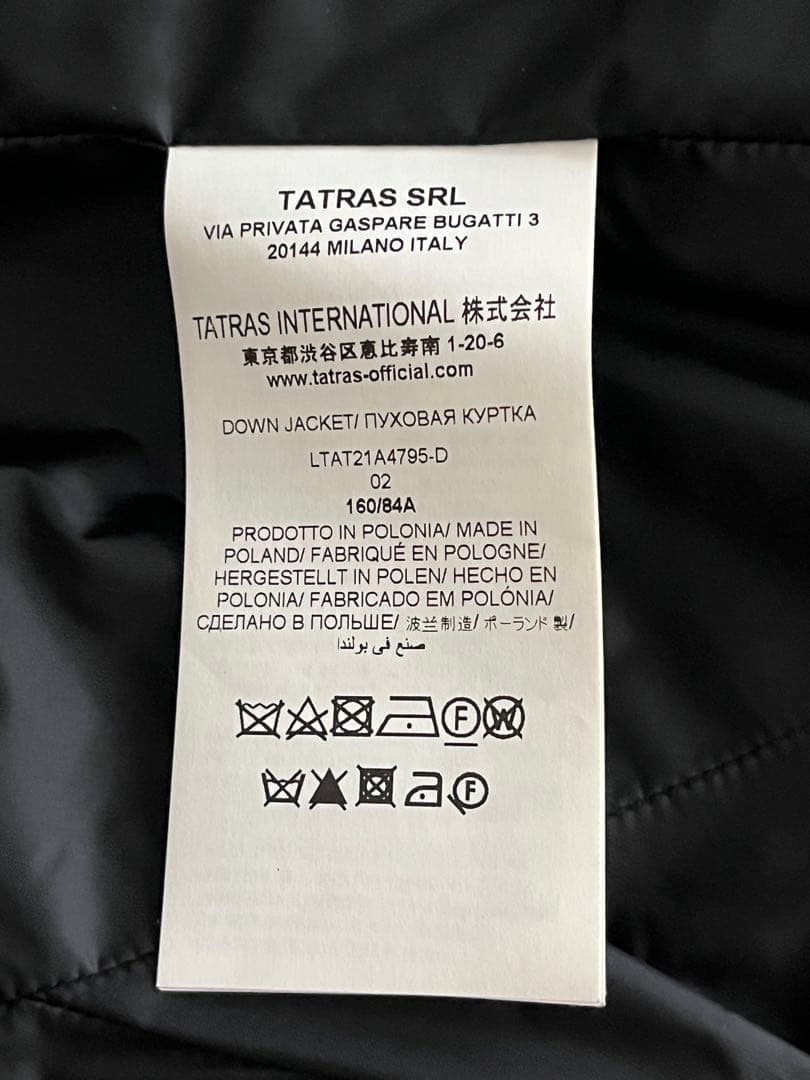 TATRAS SRL
VIA PRIVATA GASPARE BUGATTI 3
20144 MILANO ITALY
TATRAS INTERNATIONAL 株式会社
東京都渋谷区恵比寿南 1-20-6
www.tatras-official.com
DOWN JACKET/ ПУХОВАЯ КУРТКА
LTAT21A4795-D
02
160/84A
PRODOTTO IN POLONIA/ MADE IN
POLAND/ FABRIQUÉ EN POLOGNE/
HERGESTELLT IN POLEN/ HECHO EN
POLONIA/ FABRICADO EM POLÓNIA/
СДЕЛАНО В ПОЛЬШЕ/ 波兰制造/ ポーランド 製/
صنع في بولندا
F W
F